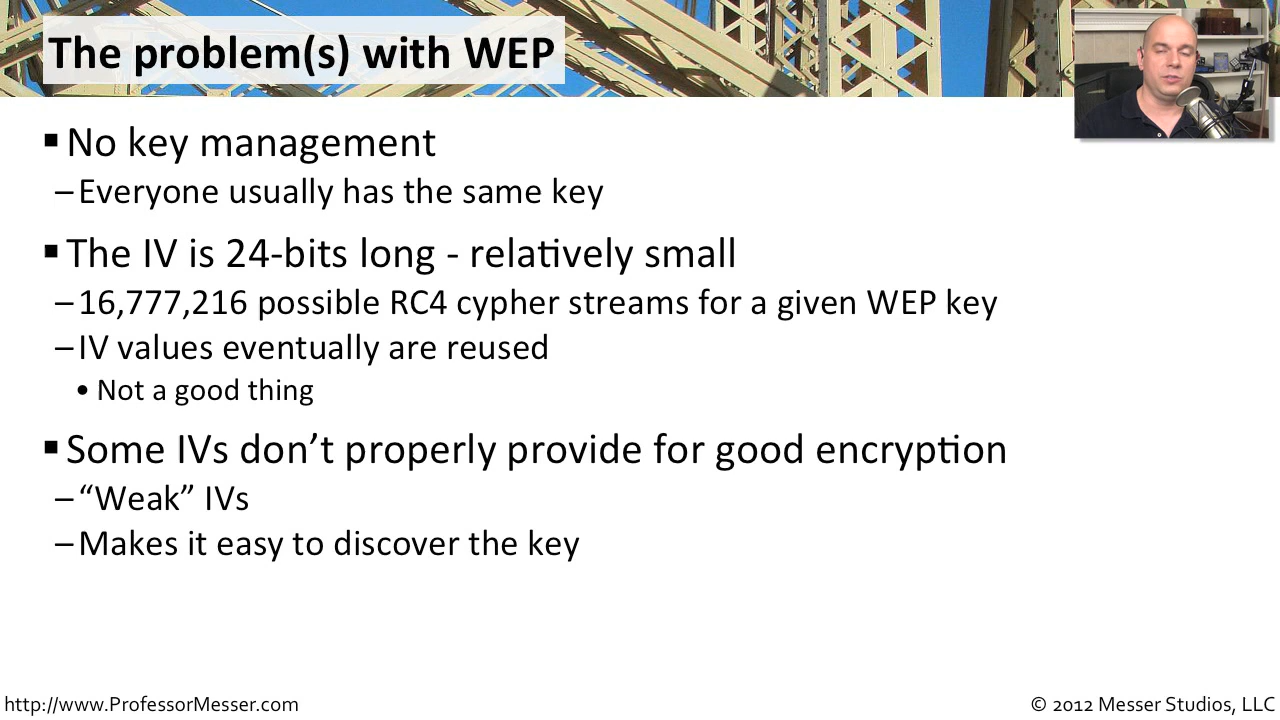 The problem(s) with WEP
▪ No key management
– Everyone usually has the same key
▪ The IV is 24-bits long - relatively small
– 16,777,216 possible RC4 cypher streams for a given WEP key
– IV values eventually are reused
• Not a good thing
▪ Some IVs don’t properly provide for good encryption
– “Weak” IVs
– Makes it easy to discover the key
http://www.ProfessorMesser.com
© 2012 Messer Studios, LLC